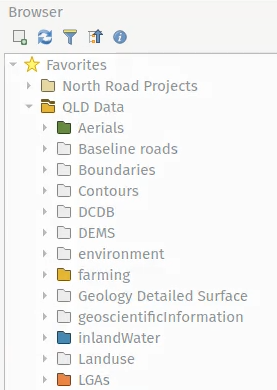 Browser
Favorites
North Road Projects
QLD Data
Aerials
Baseline roads
Boundaries
Contours
DCDB
DEMS
environment
farming
Geology Detailed Surface
geoscientificInformation
inlandWater
Landuse
LGAs